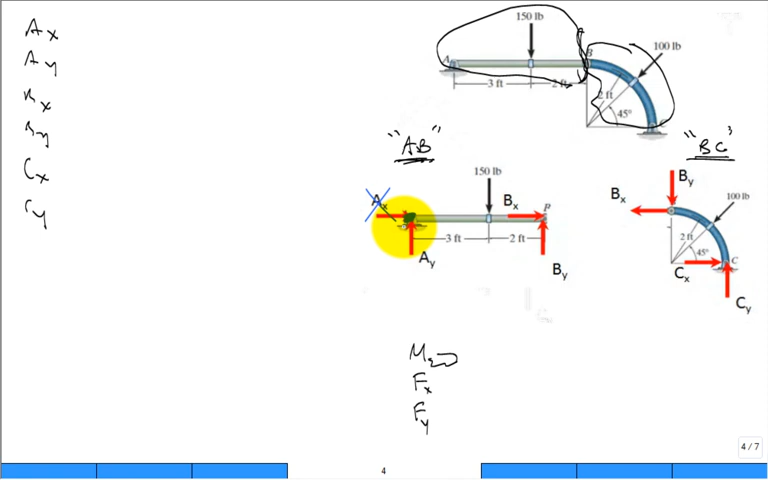 Ax
Ay
Bx
By
Cx
Cy
150 lb
100 lb
A
B
3 ft
2 ft
2 ft
45°
C
"AB"
"BC"
150 lb
Ax
Bx
3 ft
2 ft
Ay
By
By
Bx
100 lb
2 ft
45°
C
Cx
Cy
Fx
Fy
4
4 / 7